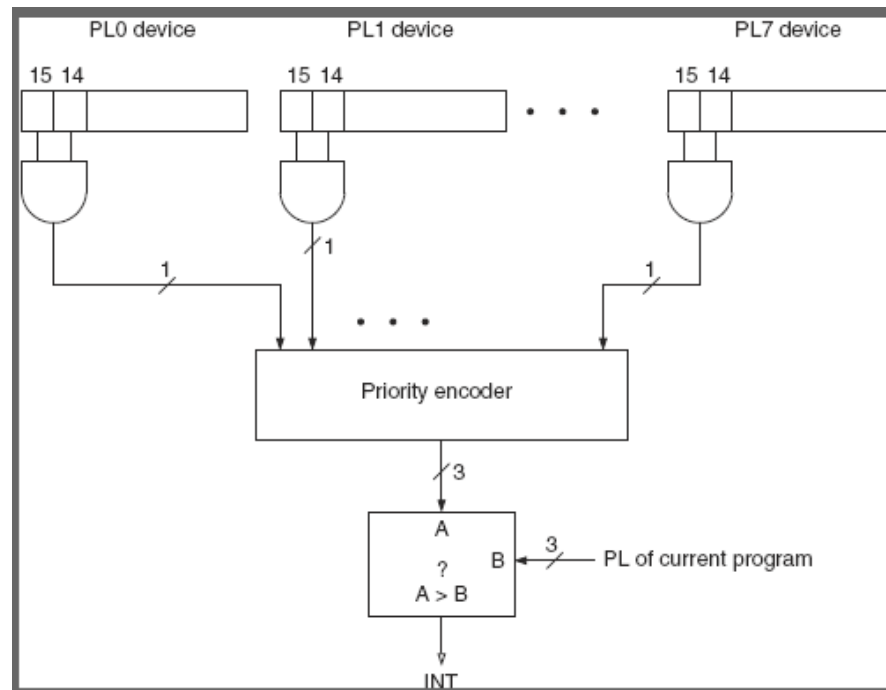 PL0 device PL1 device PL7 device
15 14 15 14 15 14
1
1 1
Priority encoder
3
A
B 3 PL of current program
?
A > B
INT